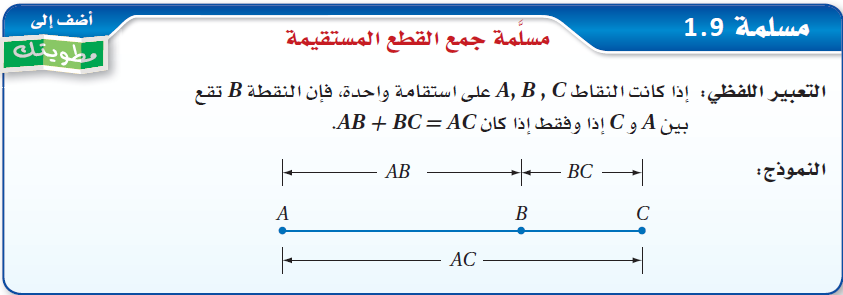 مسلمة 1.9
مسلَّمة جمع القطع المستقيمة
أضف إلى
مطويتك
التعبير اللفظي: إذا كانت النقاط A, B , C على استقامة واحدة، فإن النقطة B تقع
بين A و C إذا وفقط إذا كان AB + BC = AC.
النموذج:
AB BC
A B C
AC